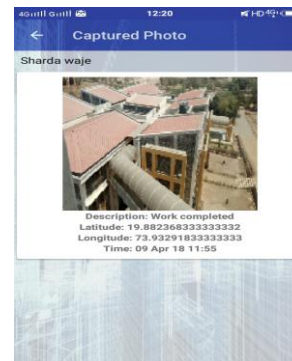 12:20
Captured Photo
Sharda waje
Description: Work completed
Latitude: 19.882368333333332
Longitude: 73.93291833333333
Time: 09 Apr 18 11:55